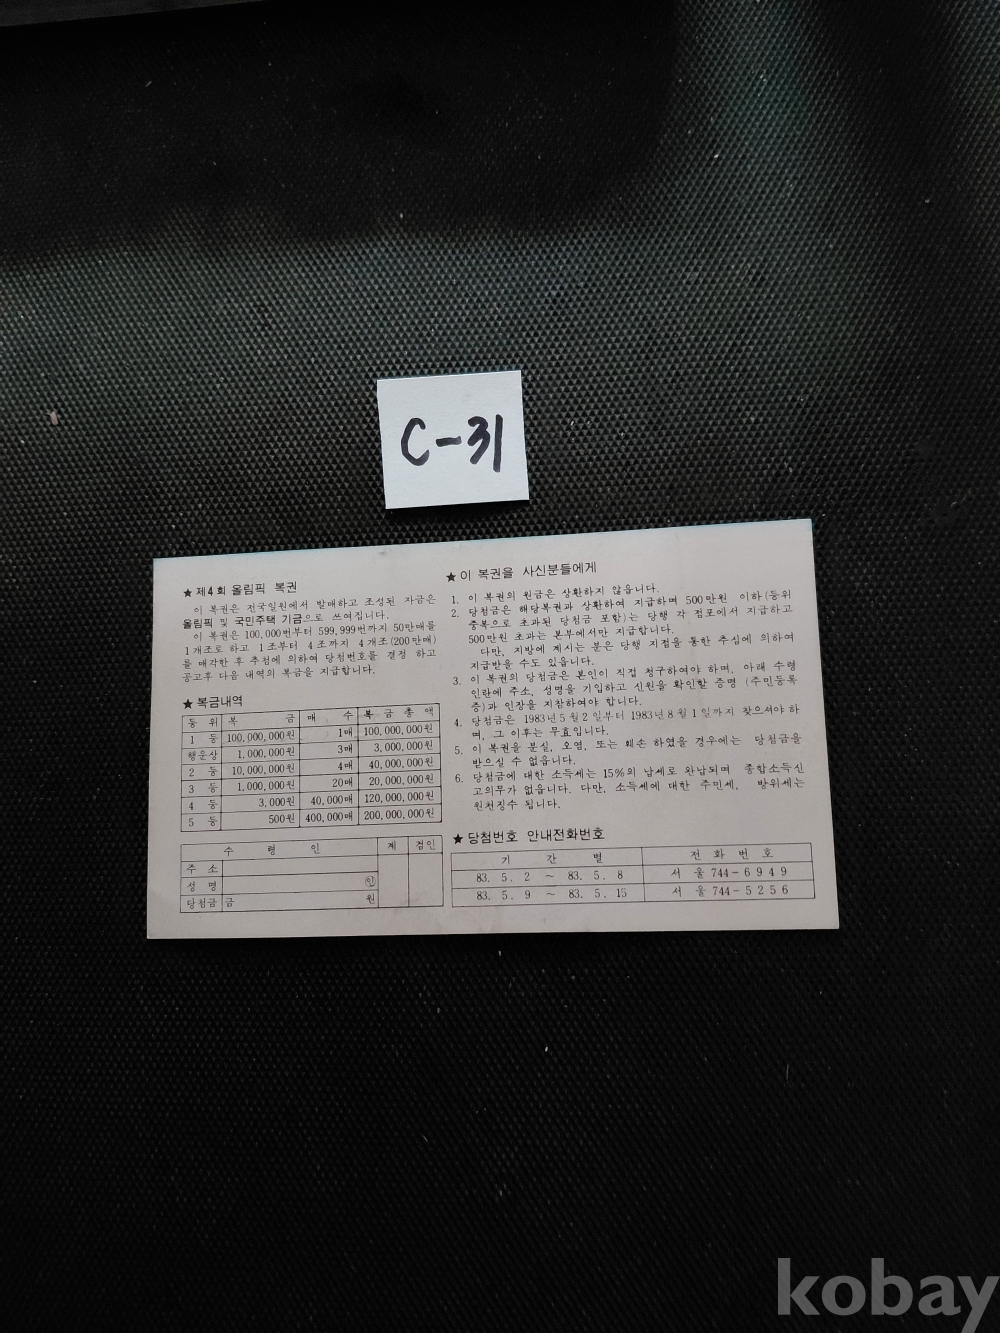 C-31
★ 제4회 올림픽 복권
이 복권은 전국일원에서 발매하고 조성된 자금은
올림픽 및 국민주택 기금으로 쓰여집니다.
이 복권은 100,000번부터 599,999번까지 50만매를
1개조로 하고 1조부터 4조까지 4개조(200만매)
를 매각한 후 추첨에 의하여 당첨번호를 결정 하고
공고후 다음 내역의 복금을 지급합니다.
★ 복금내역
등 위 복 금 매 수 복 금 총 액
1 등 100,000,000원 1매 100,000,000원
행운상 1,000,000원 3매 3,000,000원
2 등 10,000,000원 4매 40,000,000원
3 등 1,000,000원 20매 20,000,000원
4 등 3,000원 40,000매 120,000,000원
5 등 500원 400,000매 200,000,000원
수 령 인 계 검인
주 소
성 명 ㊞
당첨금 금 원
★ 이 복권을 사신분들에게
1. 이 복권의 원금은 상환하지 않읍니다.
2. 당첨금은 해당복권과 상환하여 지급하며 500만원 이하(등위
중복으로 초과된 당첨금 포함)는 당행 각 점포에서 지급하고
500만원 초과는 본부에서만 지급합니다.
다만, 지방에 계시는 분은 당행 지점을 통한 추심에 의하여
지급받을 수도 있읍니다.
3. 이 복권의 당첨금은 본인이 직접 청구하여야 하며, 아래 수령
인란에 주소, 성명을 기입하고 신원을 확인할 증명 (주민등록
증)과 인장을 지참하여야 합니다.
4. 당첨금은 1983년 5월 2일부터 1983년 8월 1일까지 찾으셔야 하
며, 그 이후는 무효입니다.
5. 이 복권을 분실, 오염, 또는 훼손 하였을 경우에는 당첨금을
받으실 수 없읍니다.
6. 당첨금에 대한 소득세는 15%의 납세로 완납되며 종합소득신
고의무가 없읍니다. 다만, 소득세에 대한 주민세, 방위세는
원천징수 됩니다.
★ 당첨번호 안내전화번호
기 간 별 전 화 번 호
83. 5. 2 ~ 83. 5. 8 서 울 744-6949
83. 5. 9 ~ 83. 5. 15 서 울 744-5256
kobay